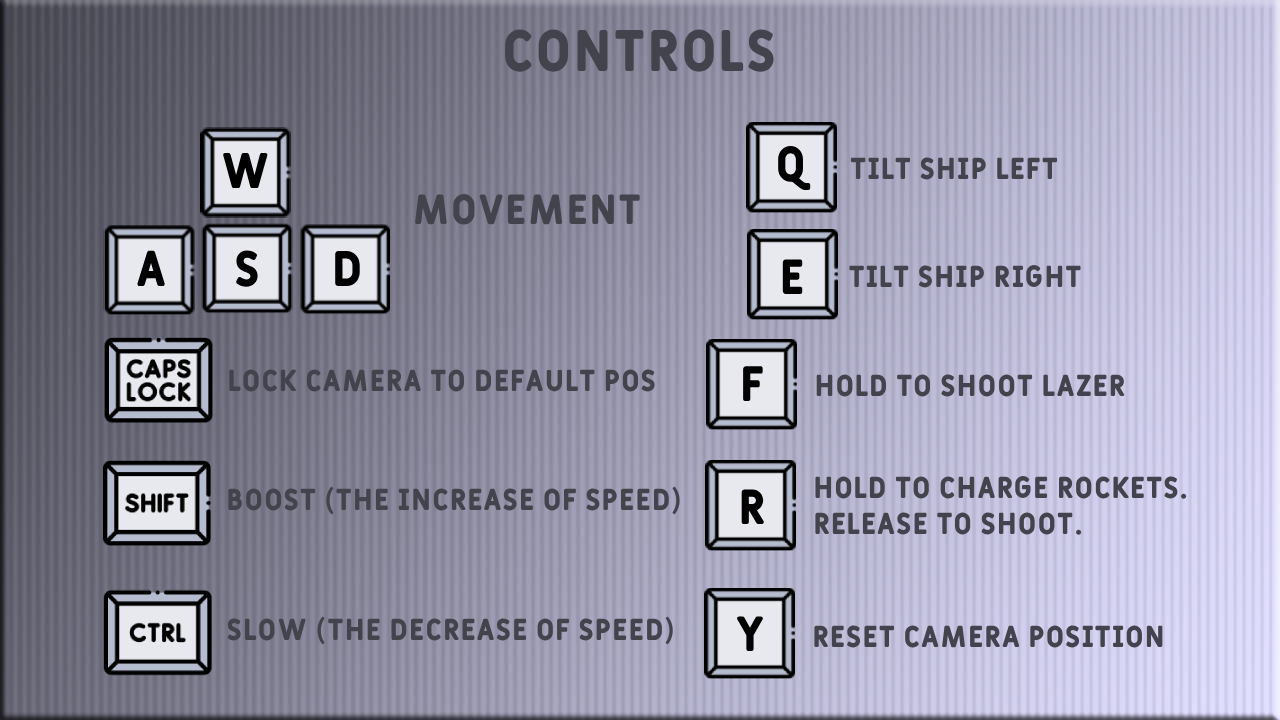 CONTROLS
W
A S D
MOVEMENT
CAPS
LOCK
LOCK CAMERA TO DEFAULT POS
SHIFT
BOOST (THE INCREASE OF SPEED)
CTRL
SLOW (THE DECREASE OF SPEED)
Q
TILT SHIP LEFT
E
TILT SHIP RIGHT
F
HOLD TO SHOOT LAZER
R
HOLD TO CHARGE ROCKETS.
RELEASE TO SHOOT.
Y
RESET CAMERA POSITION